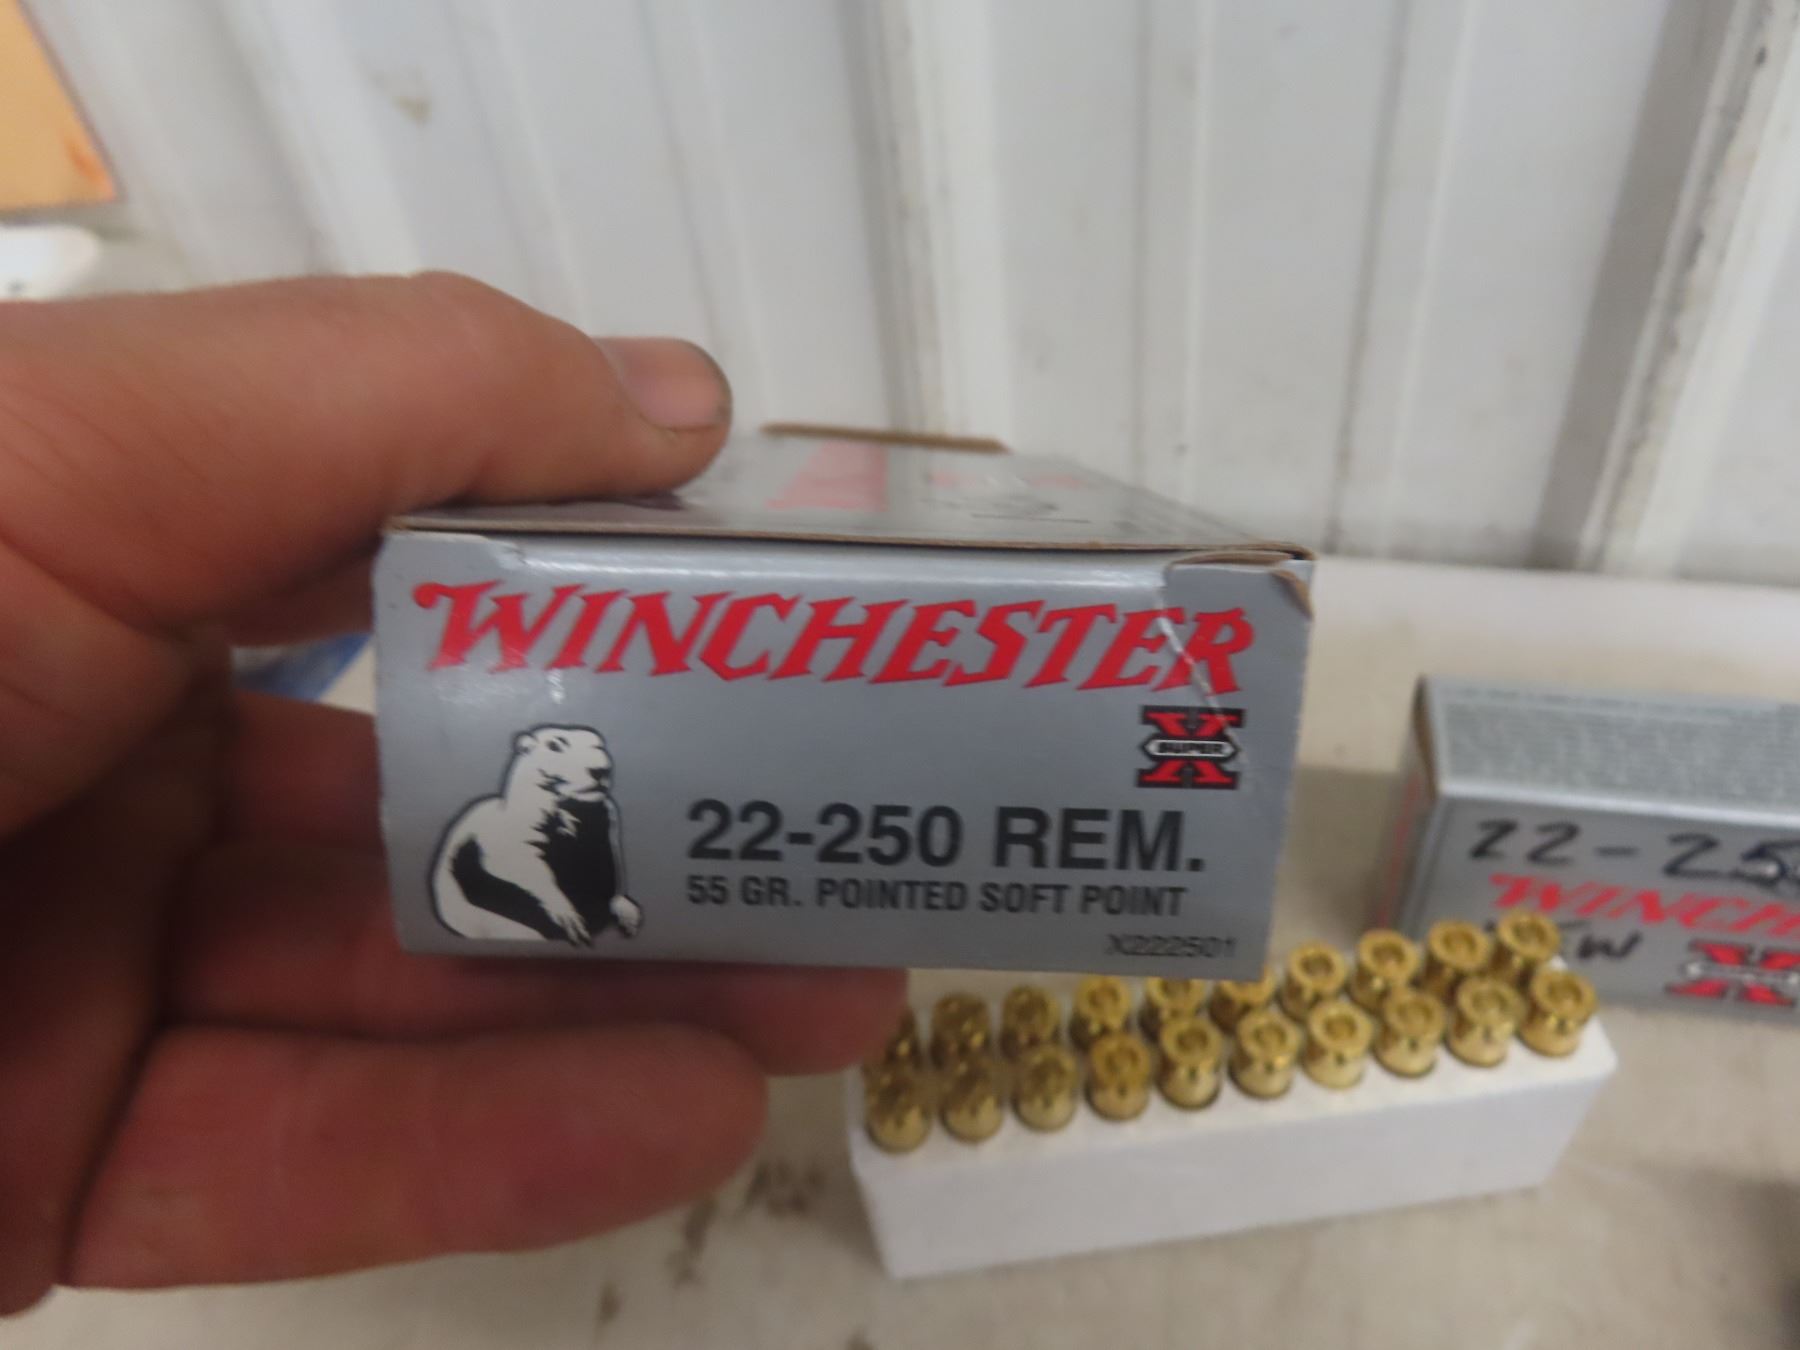 WINCHESTER
SUPER X
22-250 REM.
55 GR. POINTED SOFT POINT
X222501
22-25
WINCH